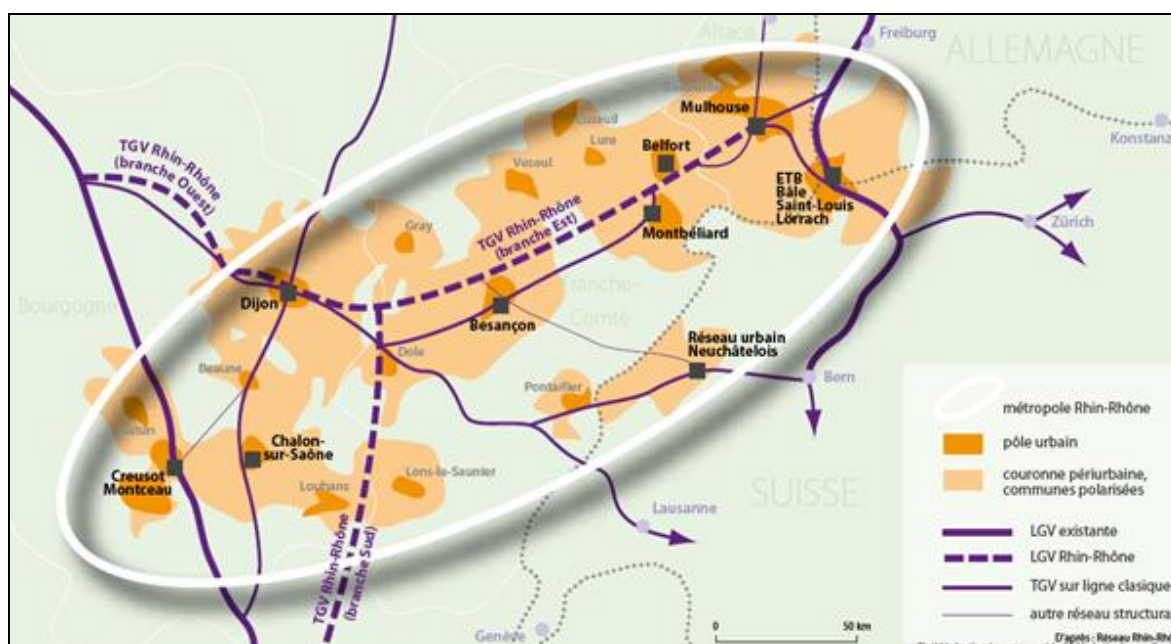 Alsace
Freiburg
ALLEMAGNE
Konstanz
Mulhouse
Luxeuil
Lure
Belfort
Vesoul
TGV Rhin-Rhône
(branche Ouest)
ETB
Bâle
Saint-Louis
Lörrach
Zürich
TGV Rhin-Rhône
(branche Est)
Montbéliard
Gray
Bourgogne
Dijon
Franche-
Comté
Besançon
Réseau urbain
Neuchâtelois
Dole
Beaune
Pontarlier
Bern
métropole Rhin-Rhône
pôle urbain
couronne périurbaine,
communes polarisées
Chalon-
sur-Saône
Creusot
Montceau
Lons-le-Saunier
Louhans
SUISSE
Lausanne
TGV Rhin-Rhône
(branche Sud)
LGV existante
LGV Rhin-Rhône
TGV sur ligne clasique
autre réseau structura
Genève
0
50 km
D'après : Réseau Rhin-Rh